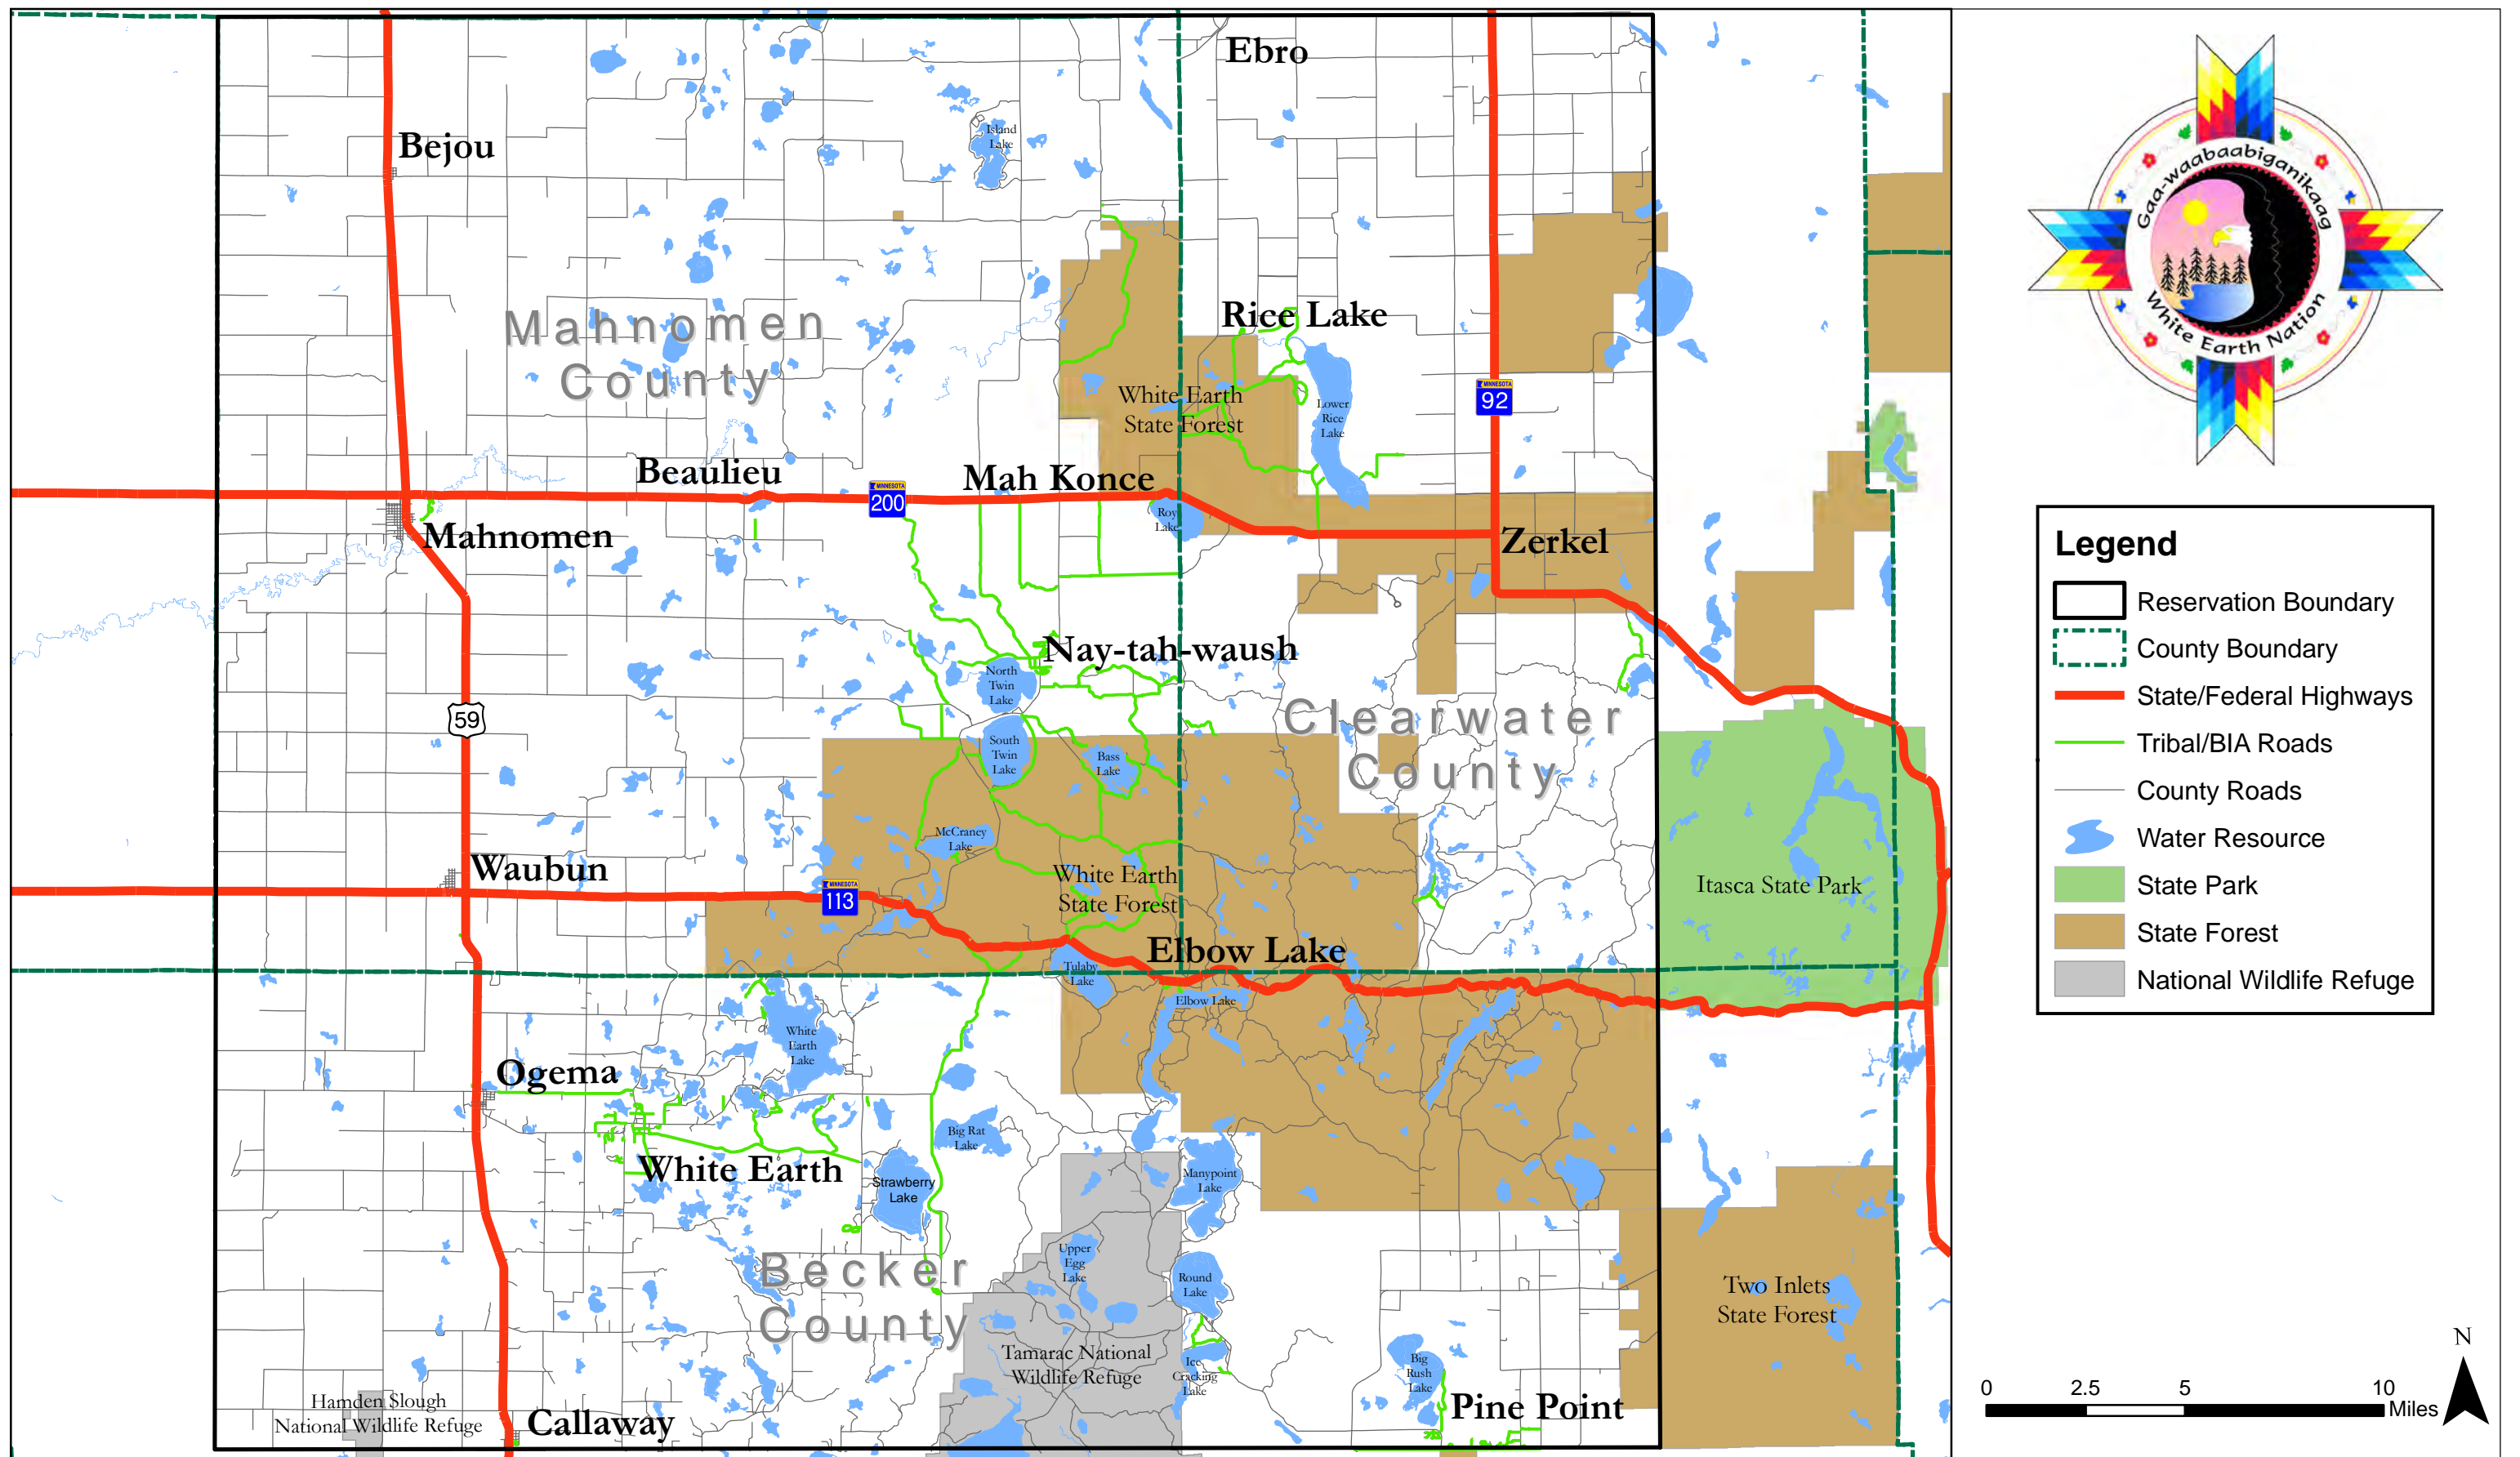 Ebro
Bejou
Island
Lake
Mahnomen
County
Rice Lake
White Earth
State Forest
Lower
Rice
Lake
MINNESOTA
92
Beaulieu
MINNESOTA
200
Mah Konce
Roy
Lake
Mahnomen
Zerkel
Nay-tah-waush
North
Twin
Lake
59
South
Twin
Lake
Bass
Lake
Clearwater
County
McCraney
Lake
Waubun
MINNESOTA
113
White Earth
State Forest
Itasca State Park
Elbow Lake
Tulaby
Lake
Elbow Lake
White
Earth
Lake
Ogema
Big Rat
Lake
White Earth
Strawberry
Lake
Manypoint
Lake
Becker
County
Upper
Egg
Lake
Round
Lake
Two Inlets
State Forest
Tamarac National
Wildlife Refuge
Ice
Cracking
Lake
Big
Rush
Lake
Hamden Slough
National Wildlife Refuge
Callaway
Pine Point
Gaa-waabaabiganikaag
White Earth Nation
Legend
Reservation Boundary
County Boundary
State/Federal Highways
Tribal/BIA Roads
County Roads
Water Resource
State Park
State Forest
National Wildlife Refuge
N
0 2.5 5 10
Miles